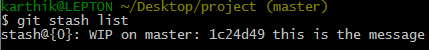 karthik@LEPTON ~/Desktop/project (master)
$ git stash list
stash@{0}: WIP on master: 1c24d49 this is the message